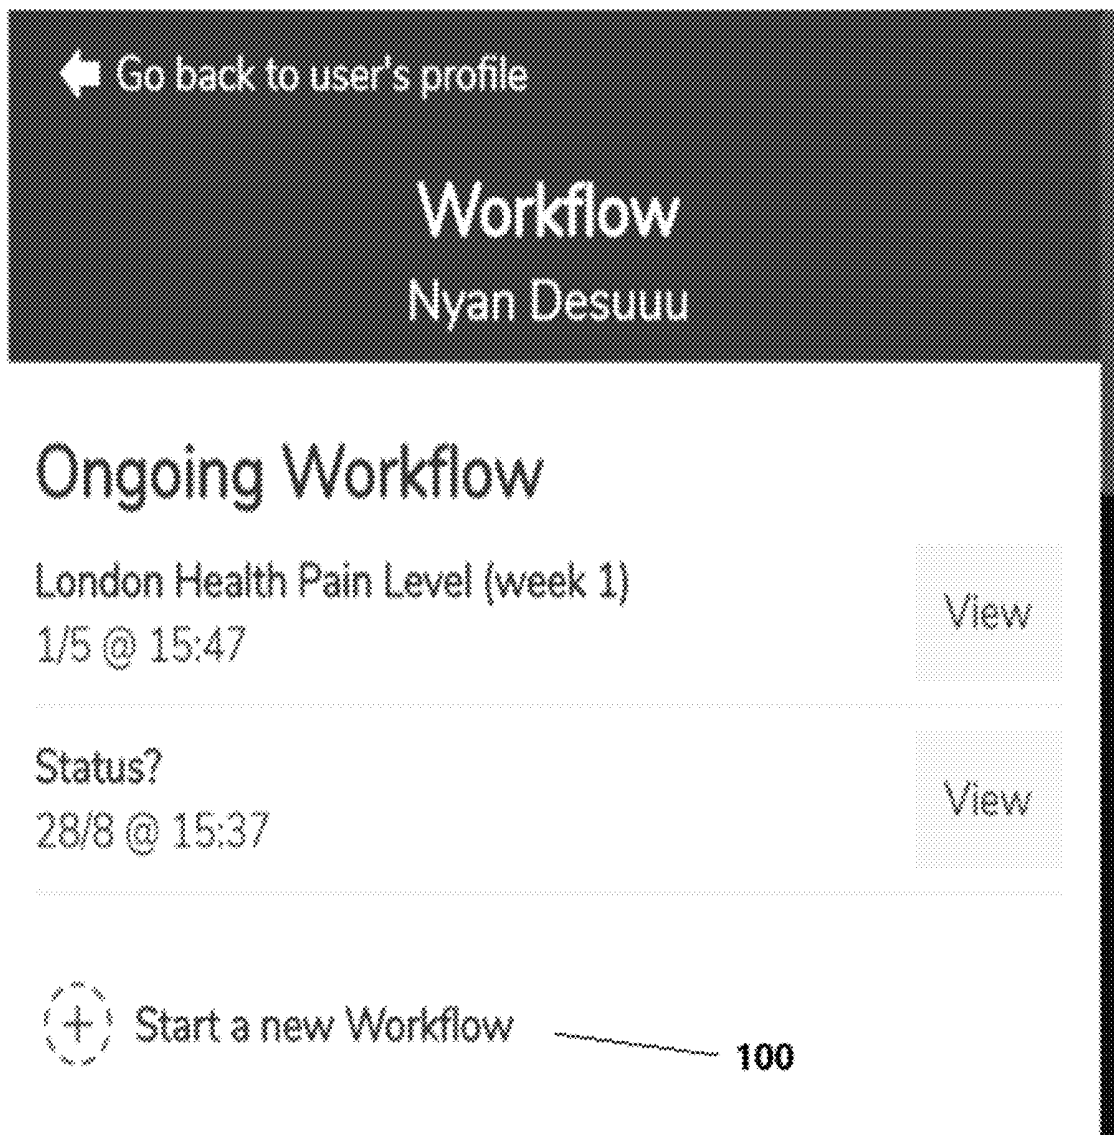 Go back to user's profile
Workflow
Nyan Desuuu
Ongoing Workflow
London Health Pain Level (week 1)
1/5 @ 15:47
View
Status?
28/8 @ 15:37
View
Start a new Workflow
100